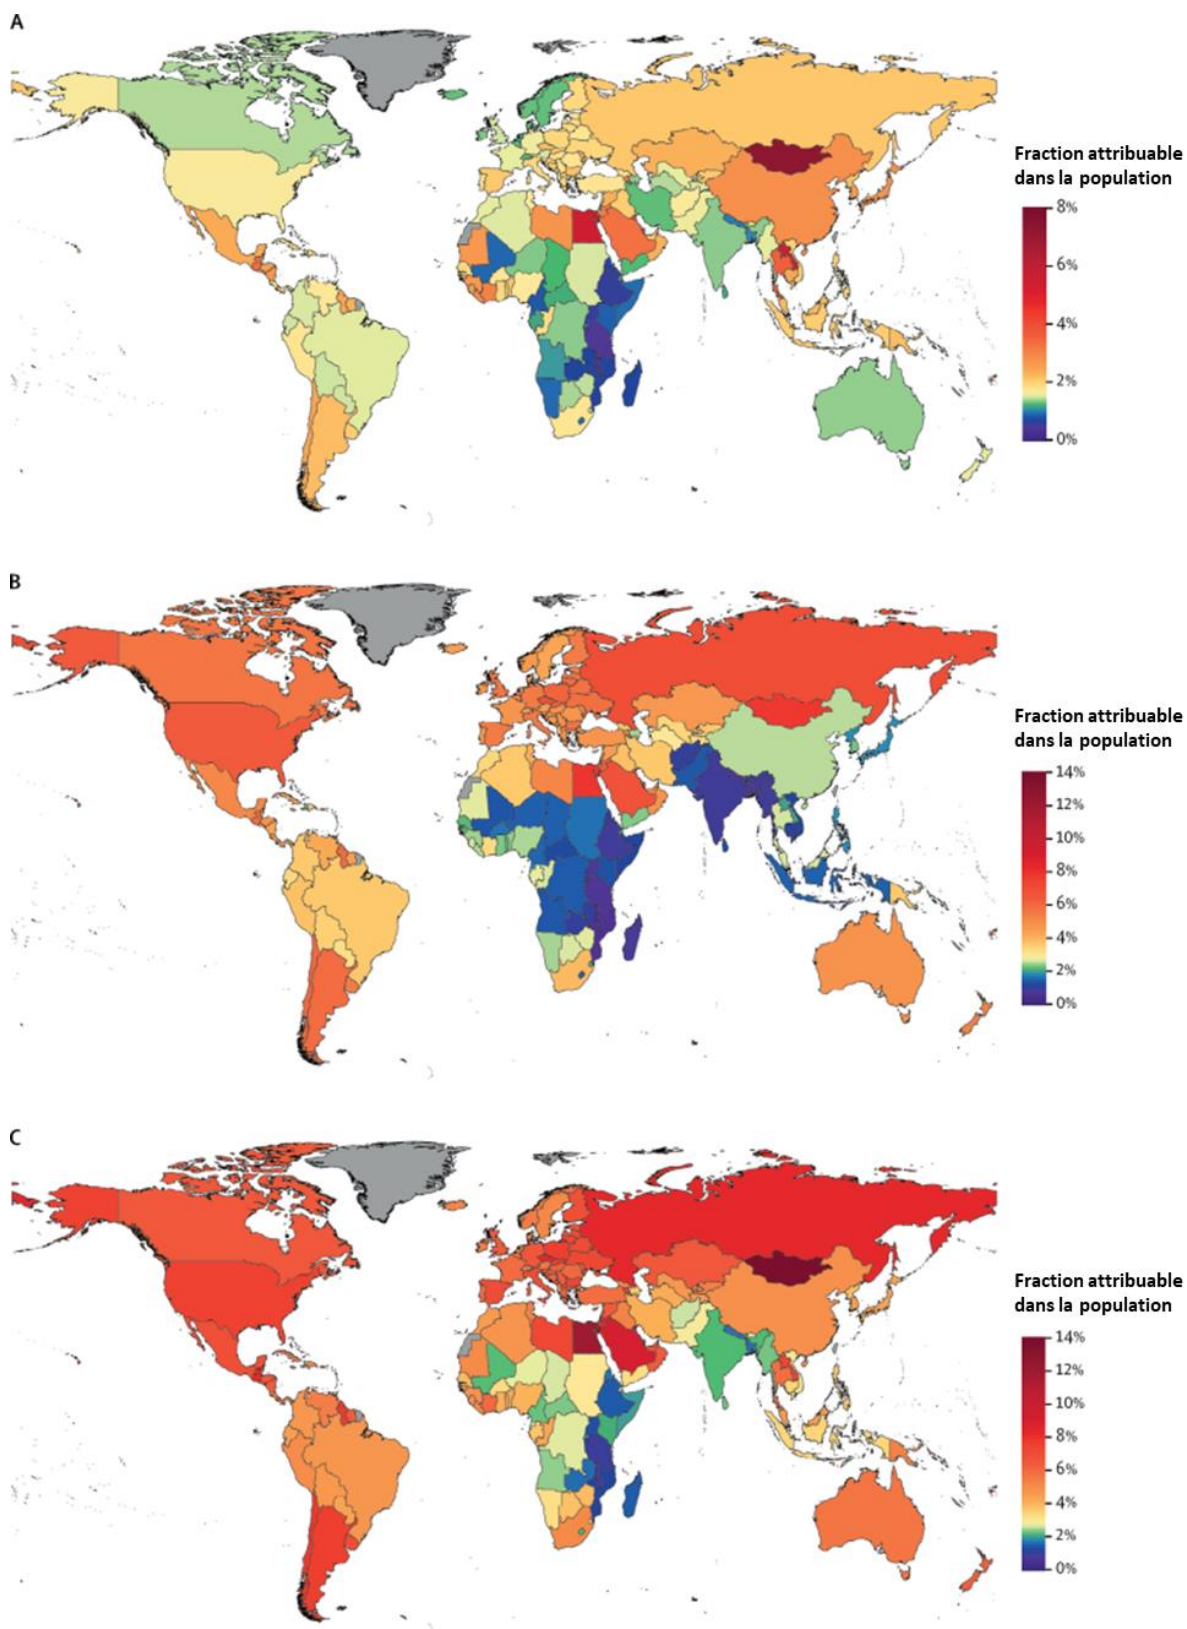 A
Fraction attribuable
dans la population
8%
6%
4%
2%
0%
B
Fraction attribuable
dans la population
14%
12%
10%
8%
6%
4%
2%
0%
C
Fraction attribuable
dans la population
14%
12%
10%
8%
6%
4%
2%
0%